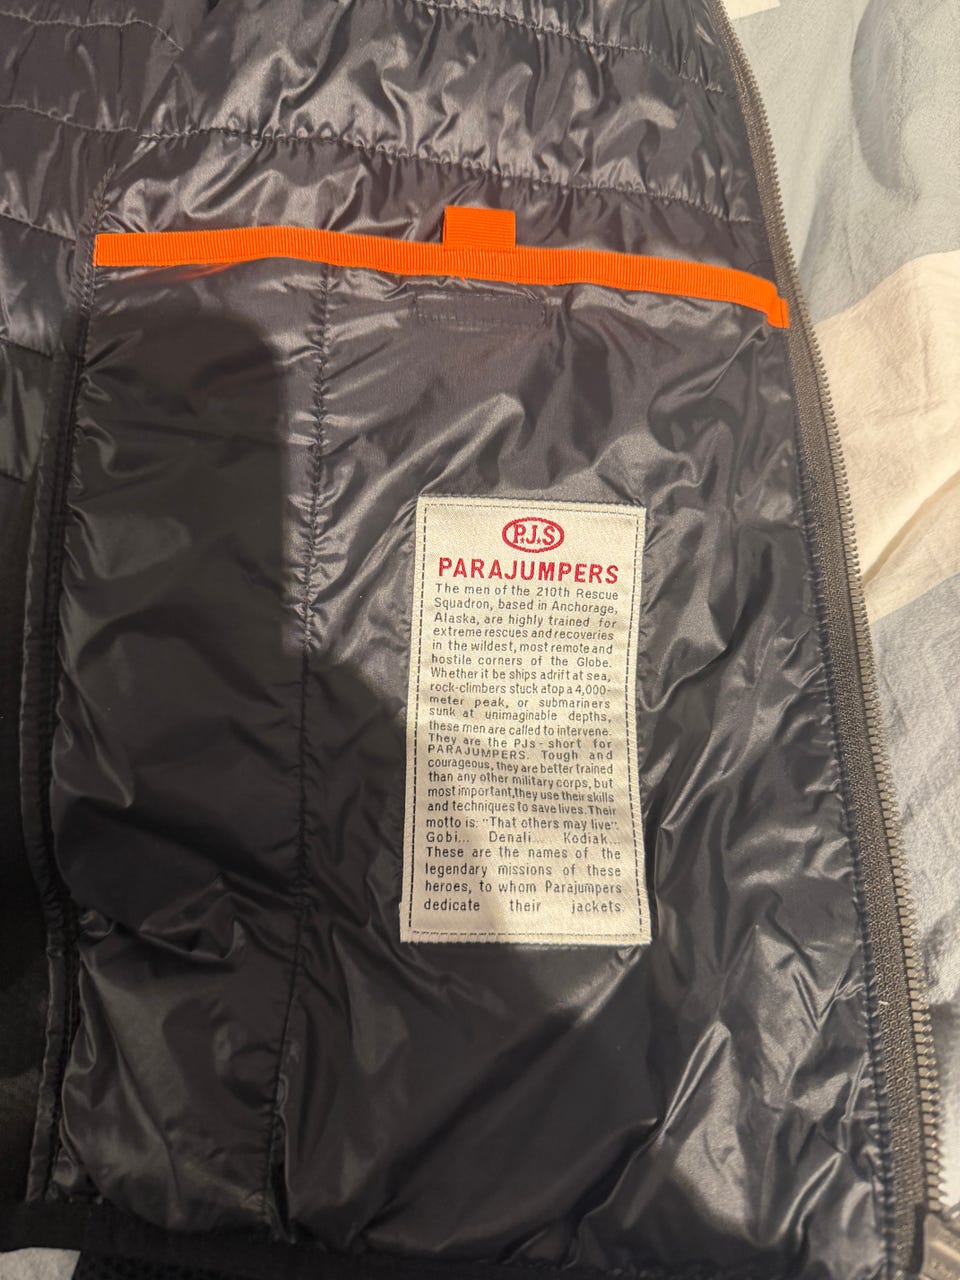 P.J.S
PARAJUMPERS
The men of the 210th Rescue
Squadron, based in Anchorage,
Alaska, are highly trained for
extreme rescues and recoveries
in the wildest, most remote and
hostile corners of the Globe.
Whether it be ships adrift at sea,
rock-climbers stuck atop a 4,000-
meter peak, or submariners
sunk at unimaginable depths,
these men are called to intervene.
They are the PJs - short for
PARAJUMPERS. Tough and
courageous, they are better trained
than any other military corps, but
most important,they use their skills
and techniques to save lives.Their
motto is: "That others may live".
Gobi... Denali... Kodiak...
These are the names of the
legendary missions of these
heroes, to whom Parajumpers
dedicate their jackets.